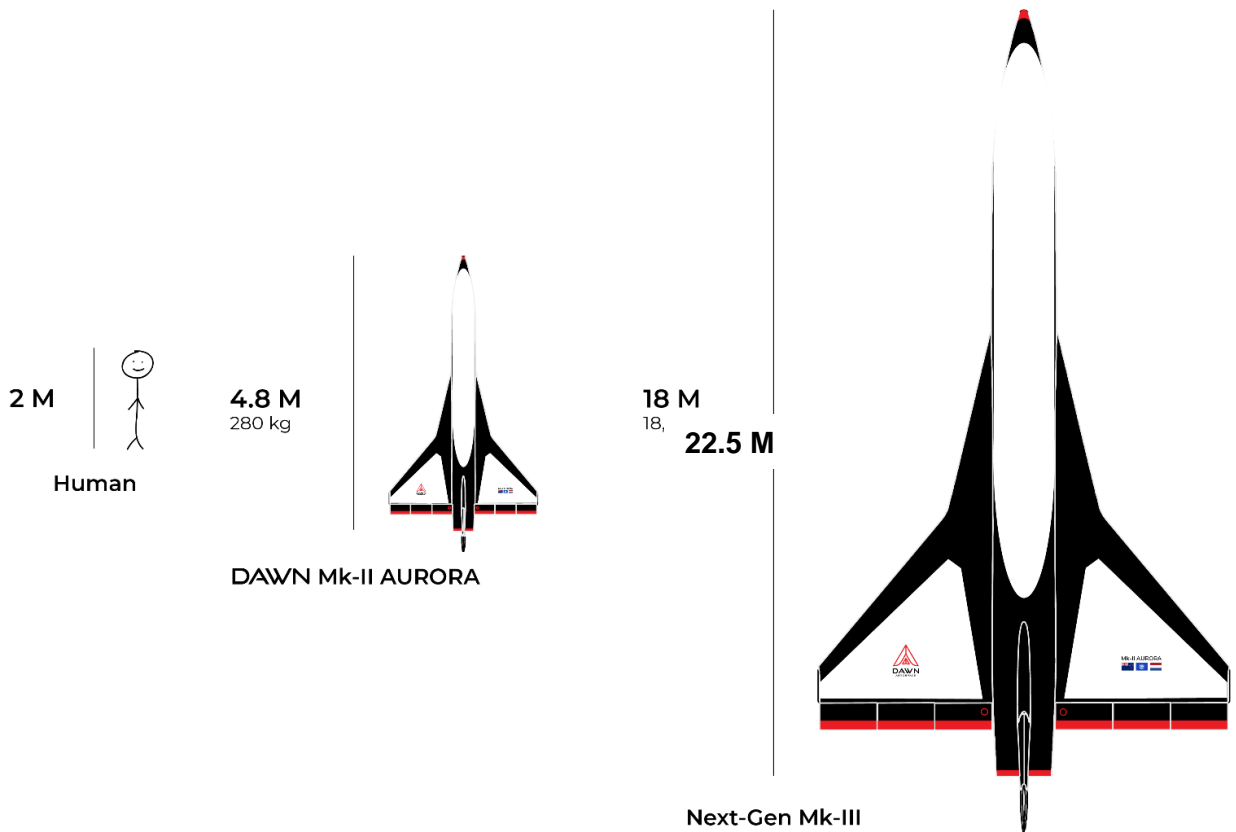 2 M
Human
4.8 M
280 kg
DAWN Mk-II AURORA
18 M
18,
22.5 M
DAWN
Mk-II AURORA
Next-Gen Mk-III